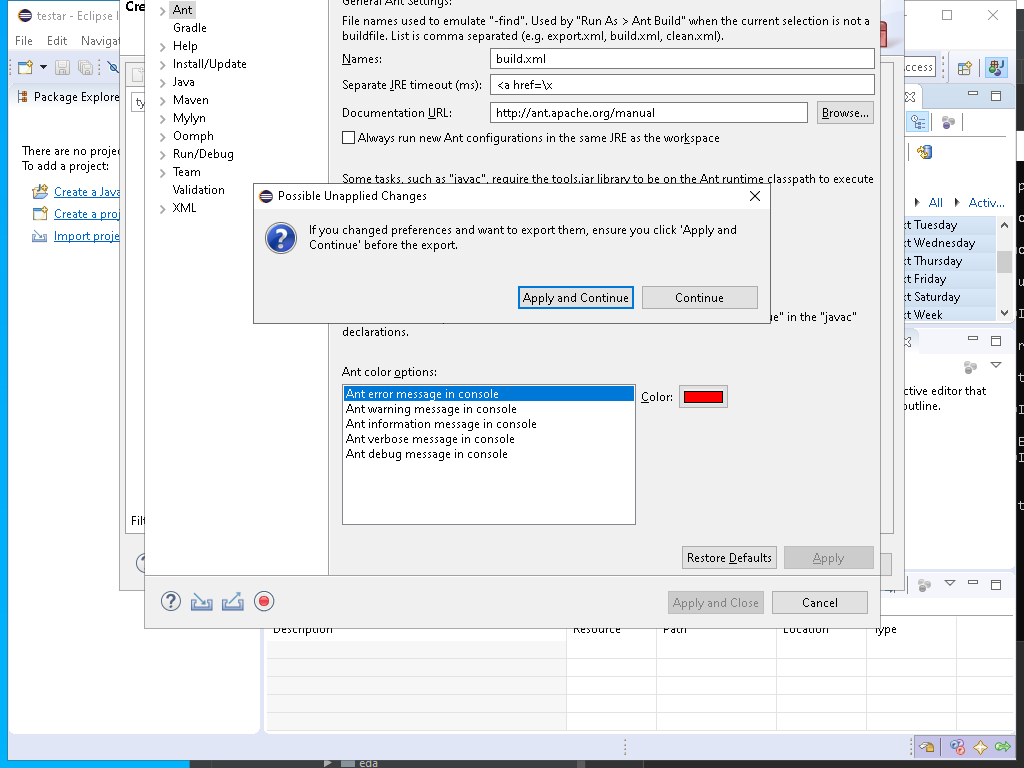 testar - Eclipse I
File Edit Navigat
Package Explore
There are no projec
To add a project:
Create a Java
Create a proj
Import proje
Cre
ty
Filt
Ant
Gradle
Help
Install/Update
Java
Maven
Mylyn
Oomph
Run/Debug
Team
Validation
XML
General Ant Settings:
File names used to emulate "-find". Used by "Run As > Ant Build" when the current selection is not a
buildfile. List is comma separated (e.g. export.xml, build.xml, clean.xml).
Names: build.xml
Separate JRE timeout (ms): <a href=\x
Documentation URL: http://ant.apache.org/manual Browse...
Always run new Ant configurations in the same JRE as the workspace
Some tasks, such as "javac", require the tools.jar library to be on the Ant runtime classpath to execute
Possible Unapplied Changes
If you changed preferences and want to export them, ensure you click 'Apply and
Continue' before the export.
Apply and Continue Continue
ue" in the "javac"
declarations.
Ant color options:
Ant error message in console
Ant warning message in console
Ant information message in console
Ant verbose message in console
Ant debug message in console
Color:
Restore Defaults Apply
Apply and Close Cancel
ccess
All Activ...
xt Tuesday
xt Wednesday
xt Thursday
xt Friday
xt Saturday
xt Week
ctive editor that
outline.
Description Resource Path Location Type
eda